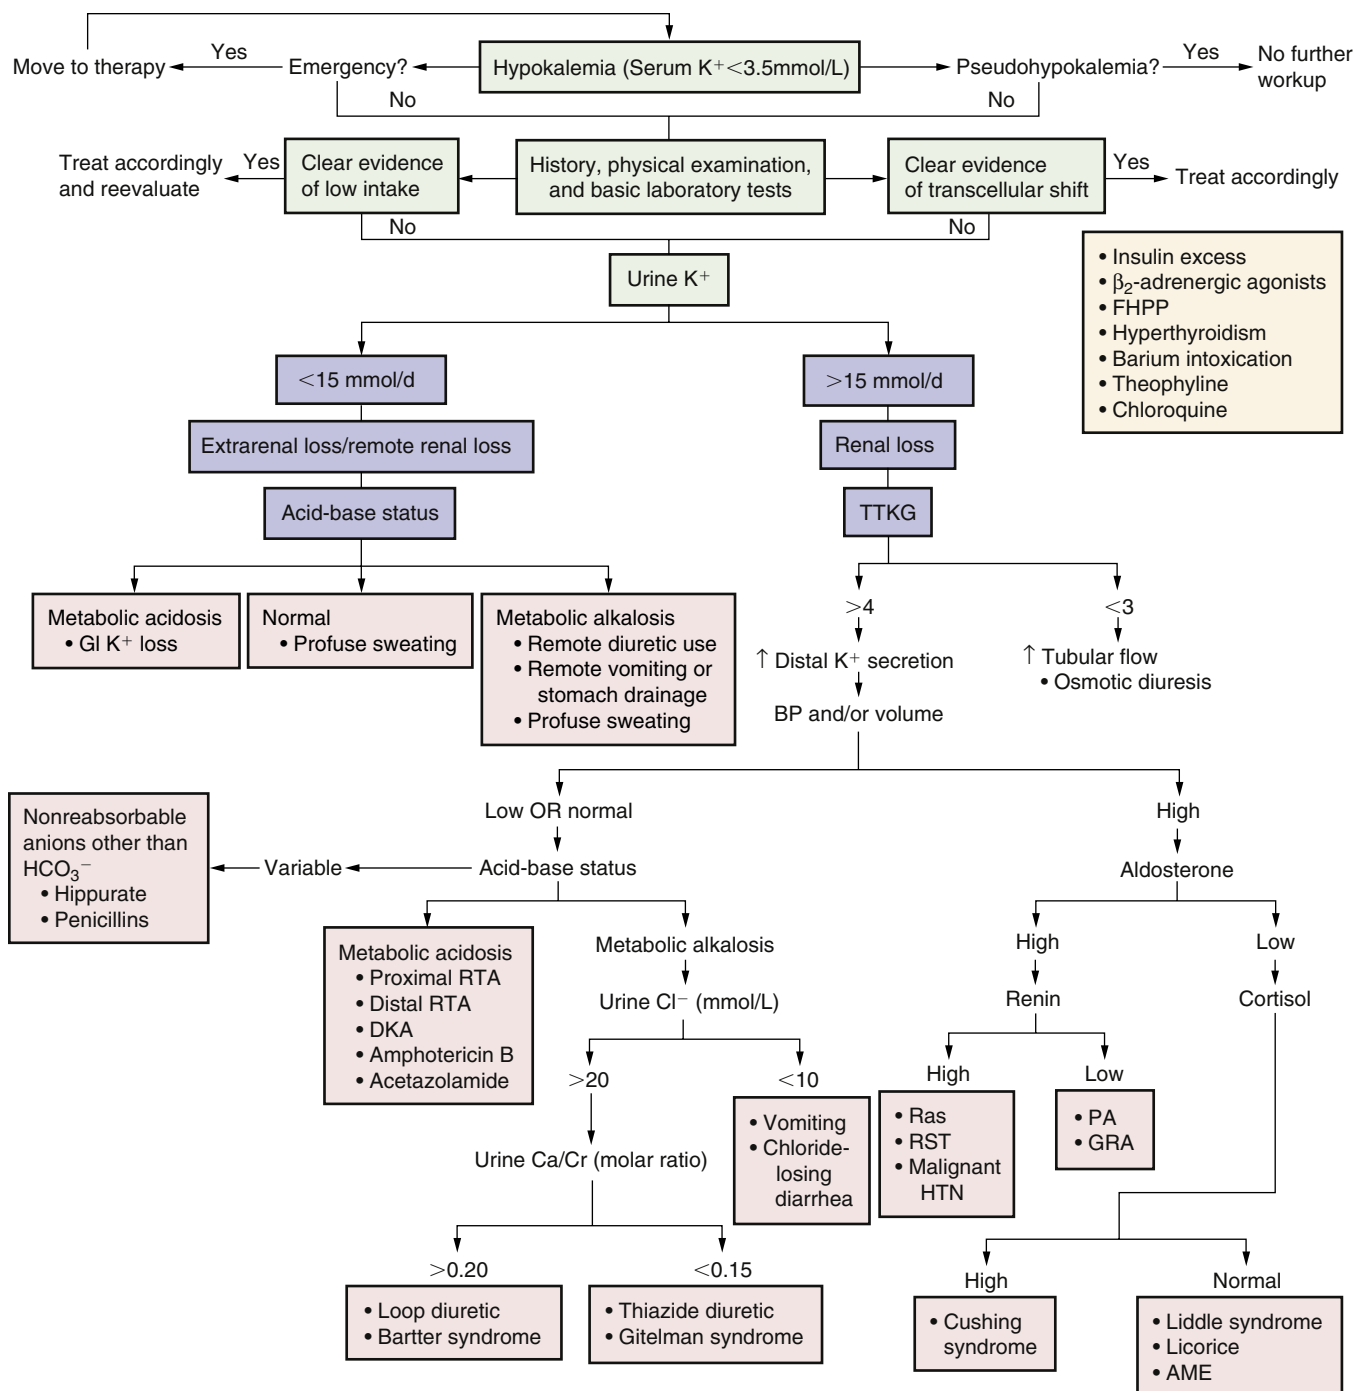 Move to therapy
Yes
Emergency?
Hypokalemia (Serum K⁺<3.5mmol/L)
Pseudohypokalemia?
Yes
No further
workup
No
No
Treat accordingly
and reevaluate
Yes
Clear evidence
of low intake
History, physical examination,
and basic laboratory tests
Clear evidence
of transcellular shift
Yes
Treat accordingly
No
No
Urine K⁺
• Insulin excess
• β₂-adrenergic agonists
• FHPP
• Hyperthyroidism
• Barium intoxication
• Theophyline
• Chloroquine
<15 mmol/d
>15 mmol/d
Extrarenal loss/remote renal loss
Renal loss
Acid-base status
TTKG
Metabolic acidosis
• GI K⁺ loss
Normal
• Profuse sweating
Metabolic alkalosis
• Remote diuretic use
• Remote vomiting or
stomach drainage
• Profuse sweating
>4
<3
↑ Distal K⁺ secretion
↑ Tubular flow
• Osmotic diuresis
BP and/or volume
Low OR normal
High
Nonreabsorbable
anions other than
HCO₃⁻
• Hippurate
• Penicillins
Variable
Acid-base status
Aldosterone
Metabolic acidosis
• Proximal RTA
• Distal RTA
• DKA
• Amphotericin B
• Acetazolamide
Metabolic alkalosis
High
Low
Urine Cl⁻ (mmol/L)
Renin
Cortisol
>20
<10
High
Low
• Vomiting
• Chloride-
losing
diarrhea
• Ras
• RST
• Malignant
HTN
• PA
• GRA
Urine Ca/Cr (molar ratio)
>0.20
<0.15
High
Normal
• Loop diuretic
• Bartter syndrome
• Thiazide diuretic
• Gitelman syndrome
• Cushing
syndrome
• Liddle syndrome
• Licorice
• AME